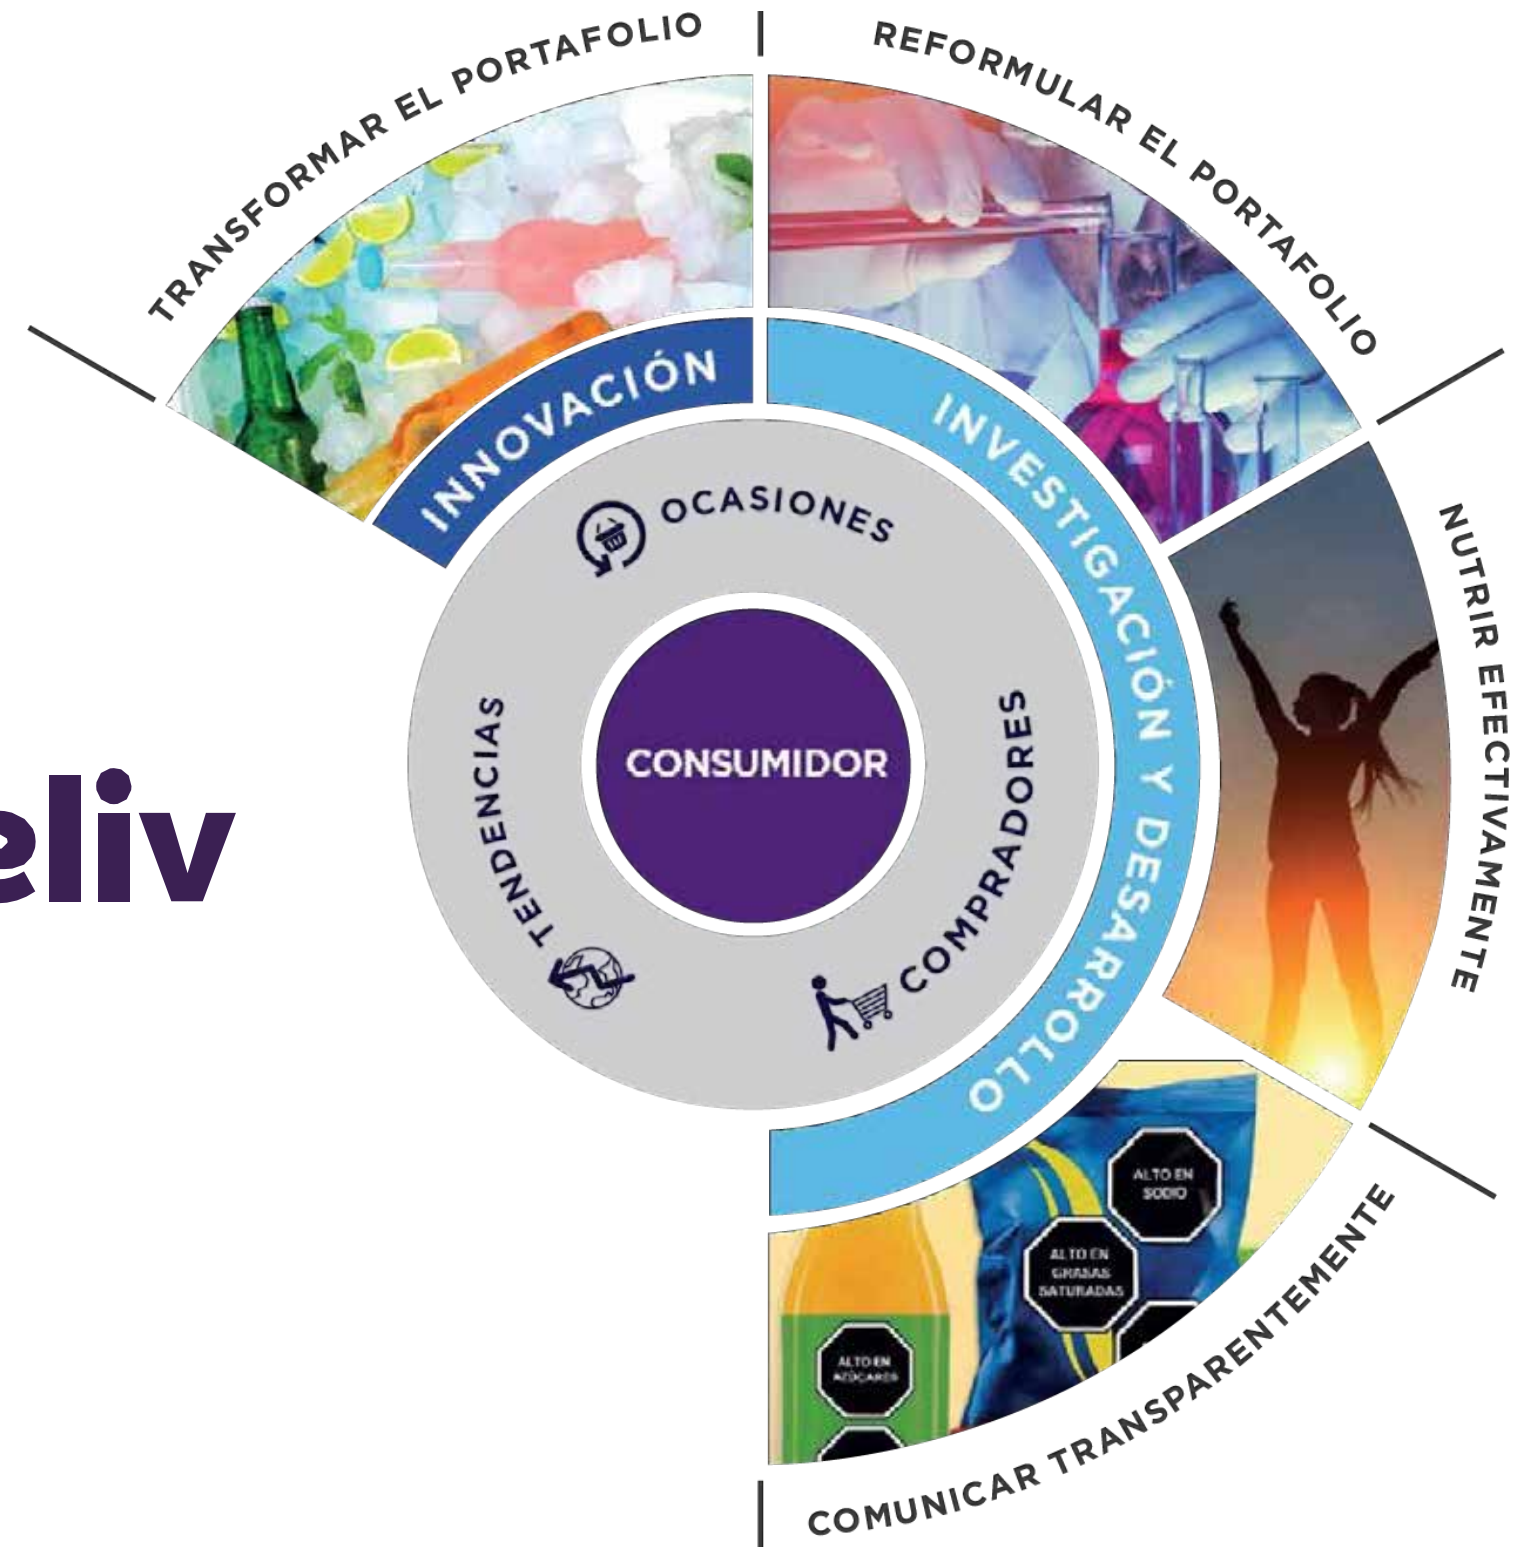 TRANSFORMAR EL PORTAFOLIO
REFORMULAR EL PORTAFOLIO
INNOVACIÓN
INVESTIGACIÓN Y DESARROLLO
NUTRIR EFECTIVAMENTE
OCASIONES
TENDENCIAS
CONSUMIDOR
COMPRADORES
eliv
ALTO EN
SODIO
ALTO EN
GRASAS
SATURADAS
ALTO EN
AZÚCARES
COMUNICAR TRANSPARENTEMENTE